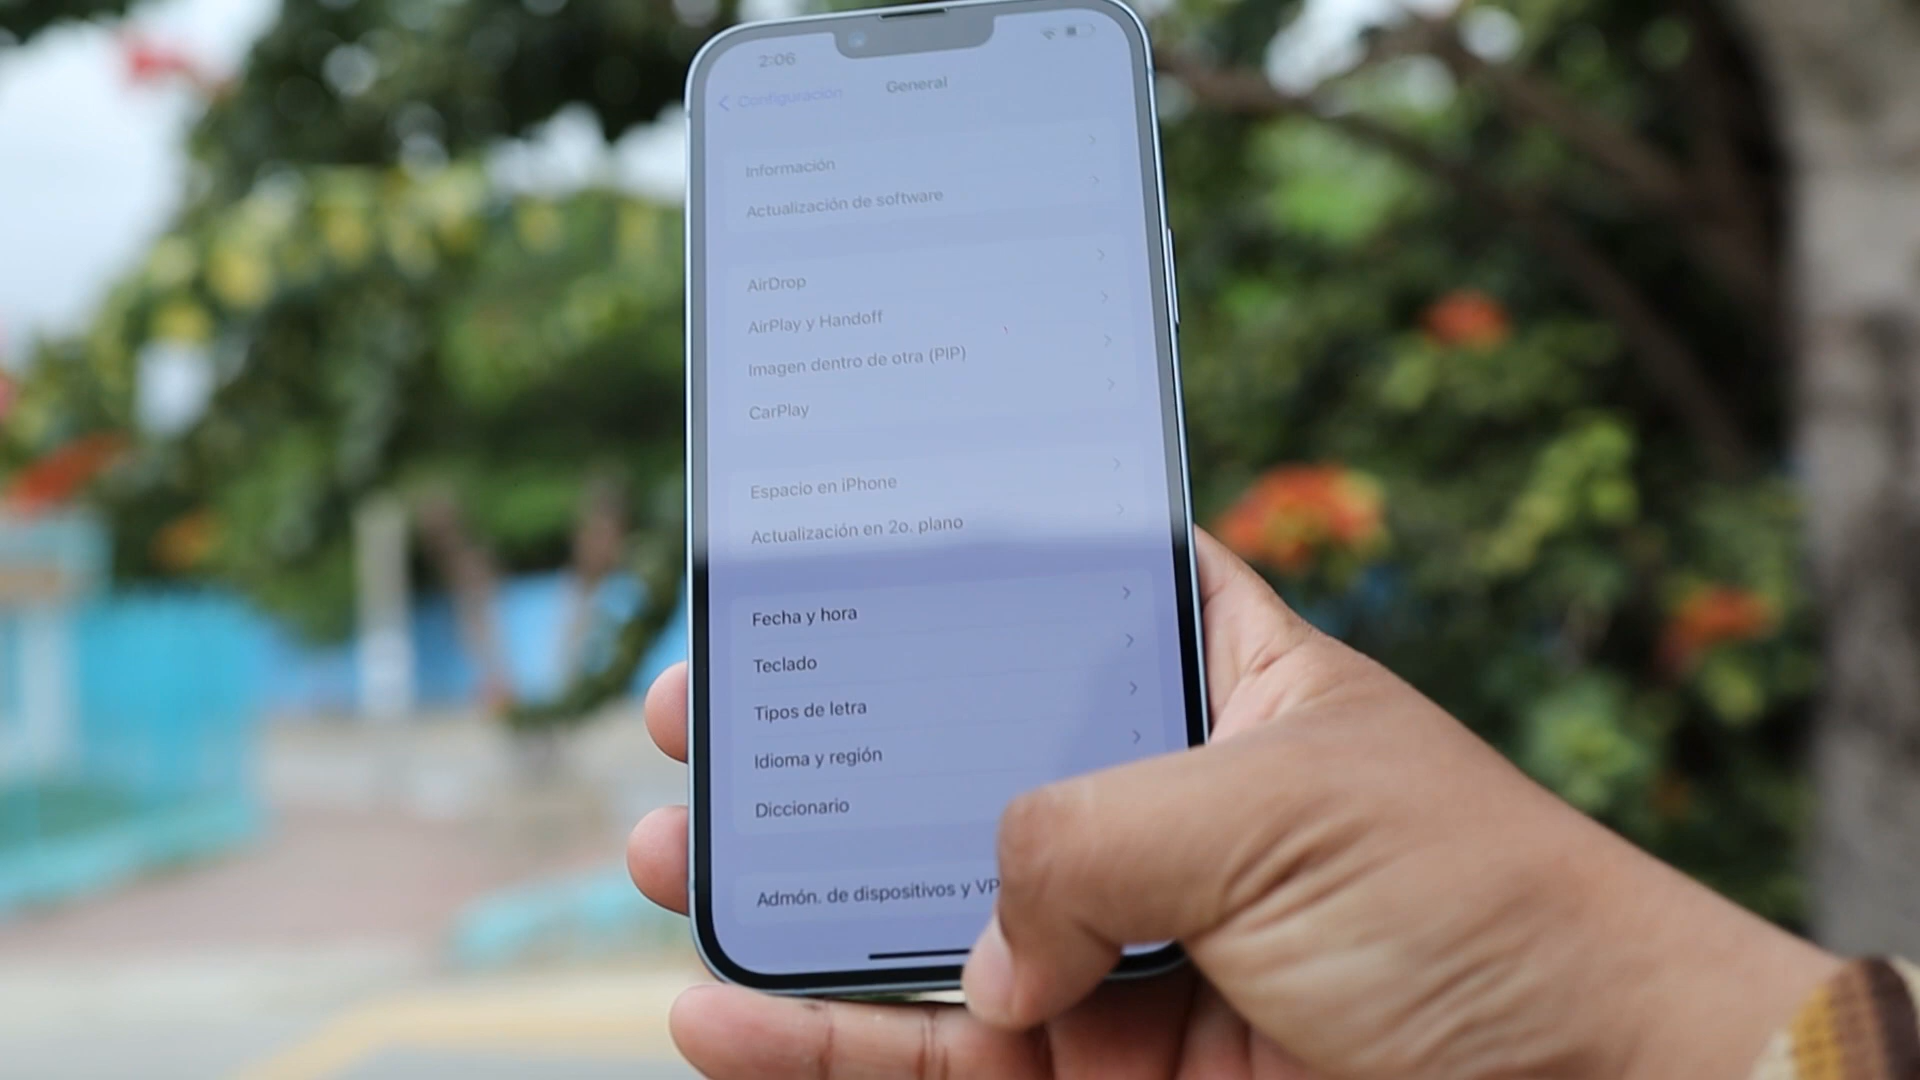 2:06
Configuración
General
Información
Actualización de software
AirDrop
AirPlay y Handoff
Imagen dentro de otra (PIP)
CarPlay
Espacio en iPhone
Actualización en 2o. plano
Fecha y hora
Teclado
Tipos de letra
Idioma y región
Diccionario
Admón. de dispositivos y VP